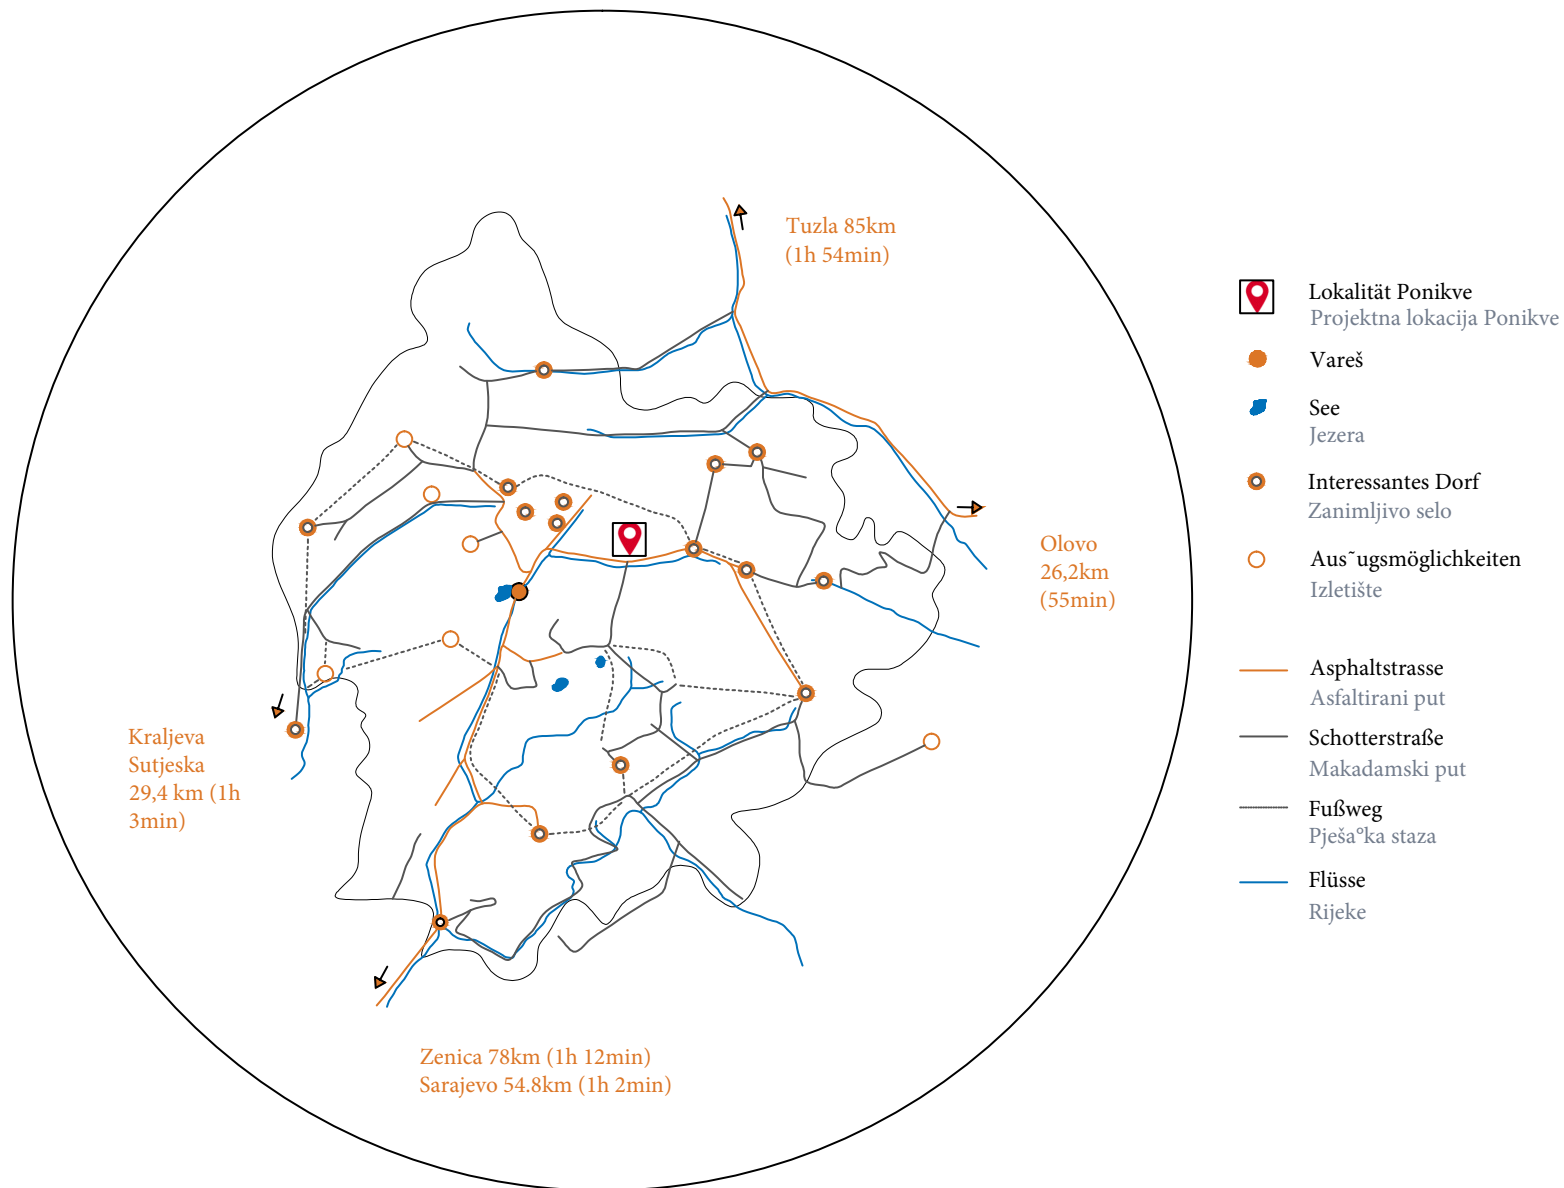 Tuzla 85km
(1h 54min)
Olovo
26,2km
(55min)
Kraljeva
Sutjeska
29,4 km (1h
3min)
Zenica 78km (1h 12min)
Sarajevo 54.8km (1h 2min)
Lokalität Ponikve
Projektna lokacija Ponikve
Vareš
See
Jezera
Interessantes Dorf
Zanimljivo selo
Aus˜ugsmöglichkeiten
Izletište
Asphaltstrasse
Asfaltirani put
Schotterstraße
Makadamski put
Fußweg
Pješa°ka staza
Flüsse
Rijeke